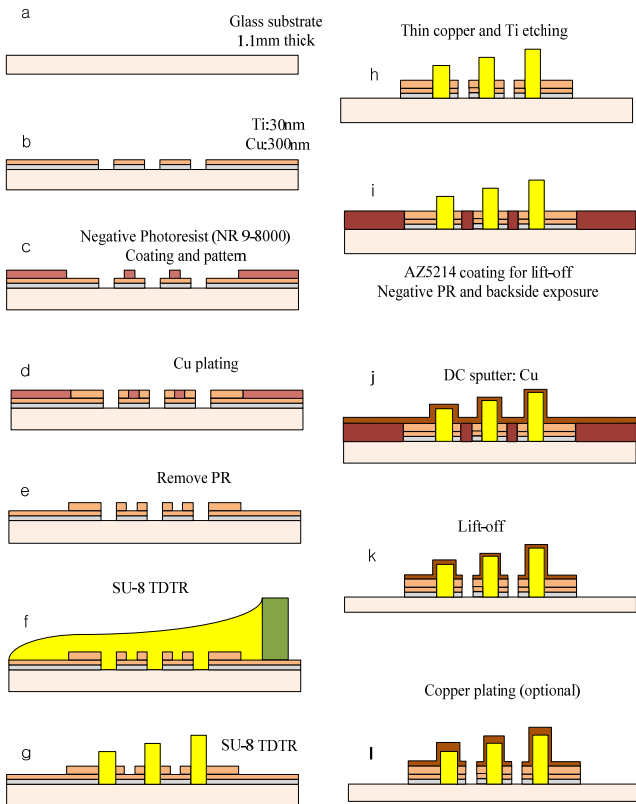 a
Glass substrate
1.1mm thick
b
Ti:30nm
Cu:300nm
c
Negative Photoresist (NR 9-8000)
Coating and pattern
d
Cu plating
e
Remove PR
f
SU-8 TDTR
g
SU-8 TDTR
h
Thin copper and Ti etching
i
AZ5214 coating for lift-off
Negative PR and backside exposure
j
DC sputter: Cu
k
Lift-off
l
Copper plating (optional)